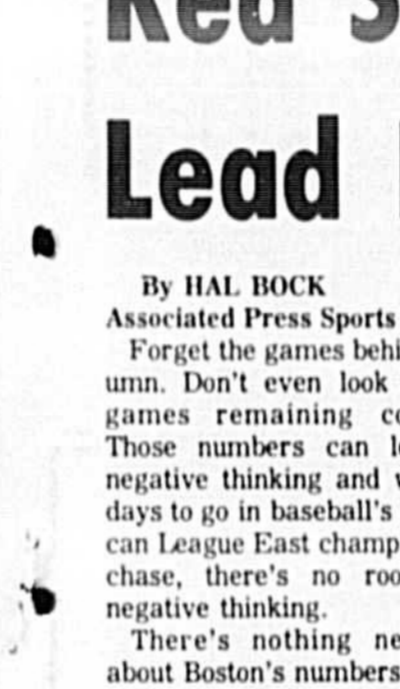 Red S
Lead
By HAL BOCK
Associated Press Sports
Forget the games behi
umn. Don't even look
games remaining co
Those numbers can l
negative thinking and w
days to go in baseball's
can League East champ
chase, there's no roo
negative thinking.
There's nothing ne
about Boston's numbers